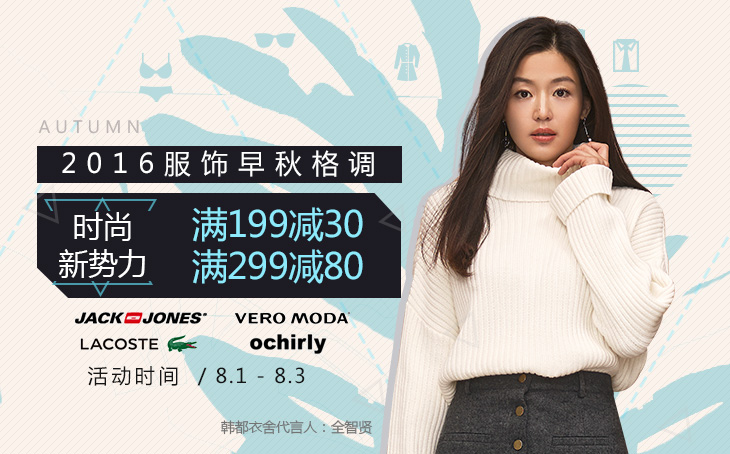 AUTUMN
2016服饰早秋格调
时尚
新势力
满199减30
满299减80
JACK JONES
VERO MODA
LACOSTE
ochirly
活动时间 / 8.1 - 8.3
韩都衣舍代言人：全智贤